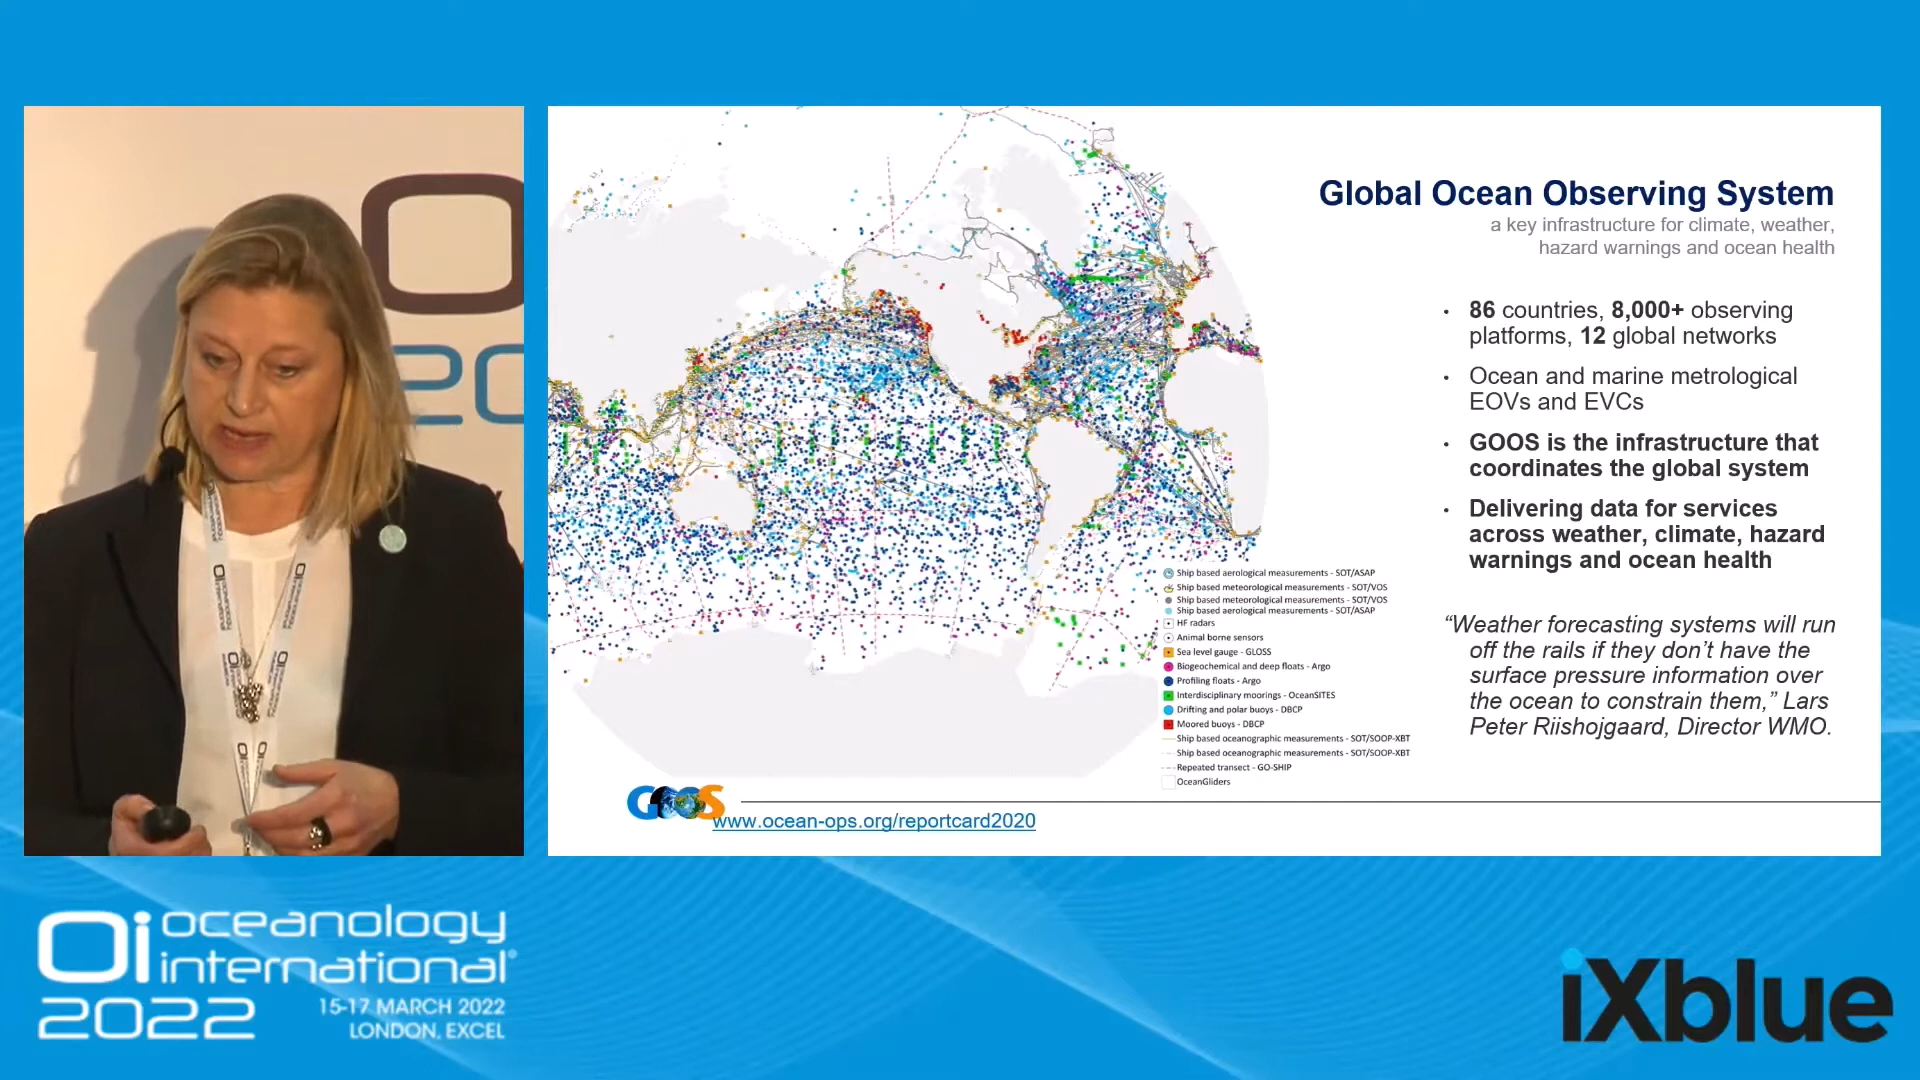 Global Ocean Observing System
a key infrastructure for climate, weather,
hazard warnings and ocean health
• 86 countries, 8,000+ observing
platforms, 12 global networks
• Ocean and marine metrological
EOVs and EVCs
• GOOS is the infrastructure that
coordinates the global system
• Delivering data for services
across weather, climate, hazard
warnings and ocean health
“Weather forecasting systems will run
off the rails if they don’t have the
surface pressure information over
the ocean to constrain them,” Lars
Peter Riishojgaard, Director WMO.
Ship based aerological measurements - SOT/ASAP
Ship based meteorological measurements - SOT/VOS
Ship based meteorological measurements - SOT/VOS
Ship based aerological measurements - SOT/ASAP
HF radars
Animal borne sensors
Sea level gauge - GLOSS
Biogeochemical and deep floats - Argo
Profiling floats - Argo
Interdisciplinary moorings - OceanSITES
Drifting and polar buoys - DBCP
Moored buoys - DBCP
Ship based oceanographic measurements - SOT/SOOP-XBT
Ship based oceanographic measurements - SOT/SOOP-XBT
Repeated transect - GO-SHIP
OceanGliders
GOOS
www.ocean-ops.org/reportcard2020
Oi oceanology
international®
2022
15-17 MARCH 2022
LONDON, EXCEL
iXblue